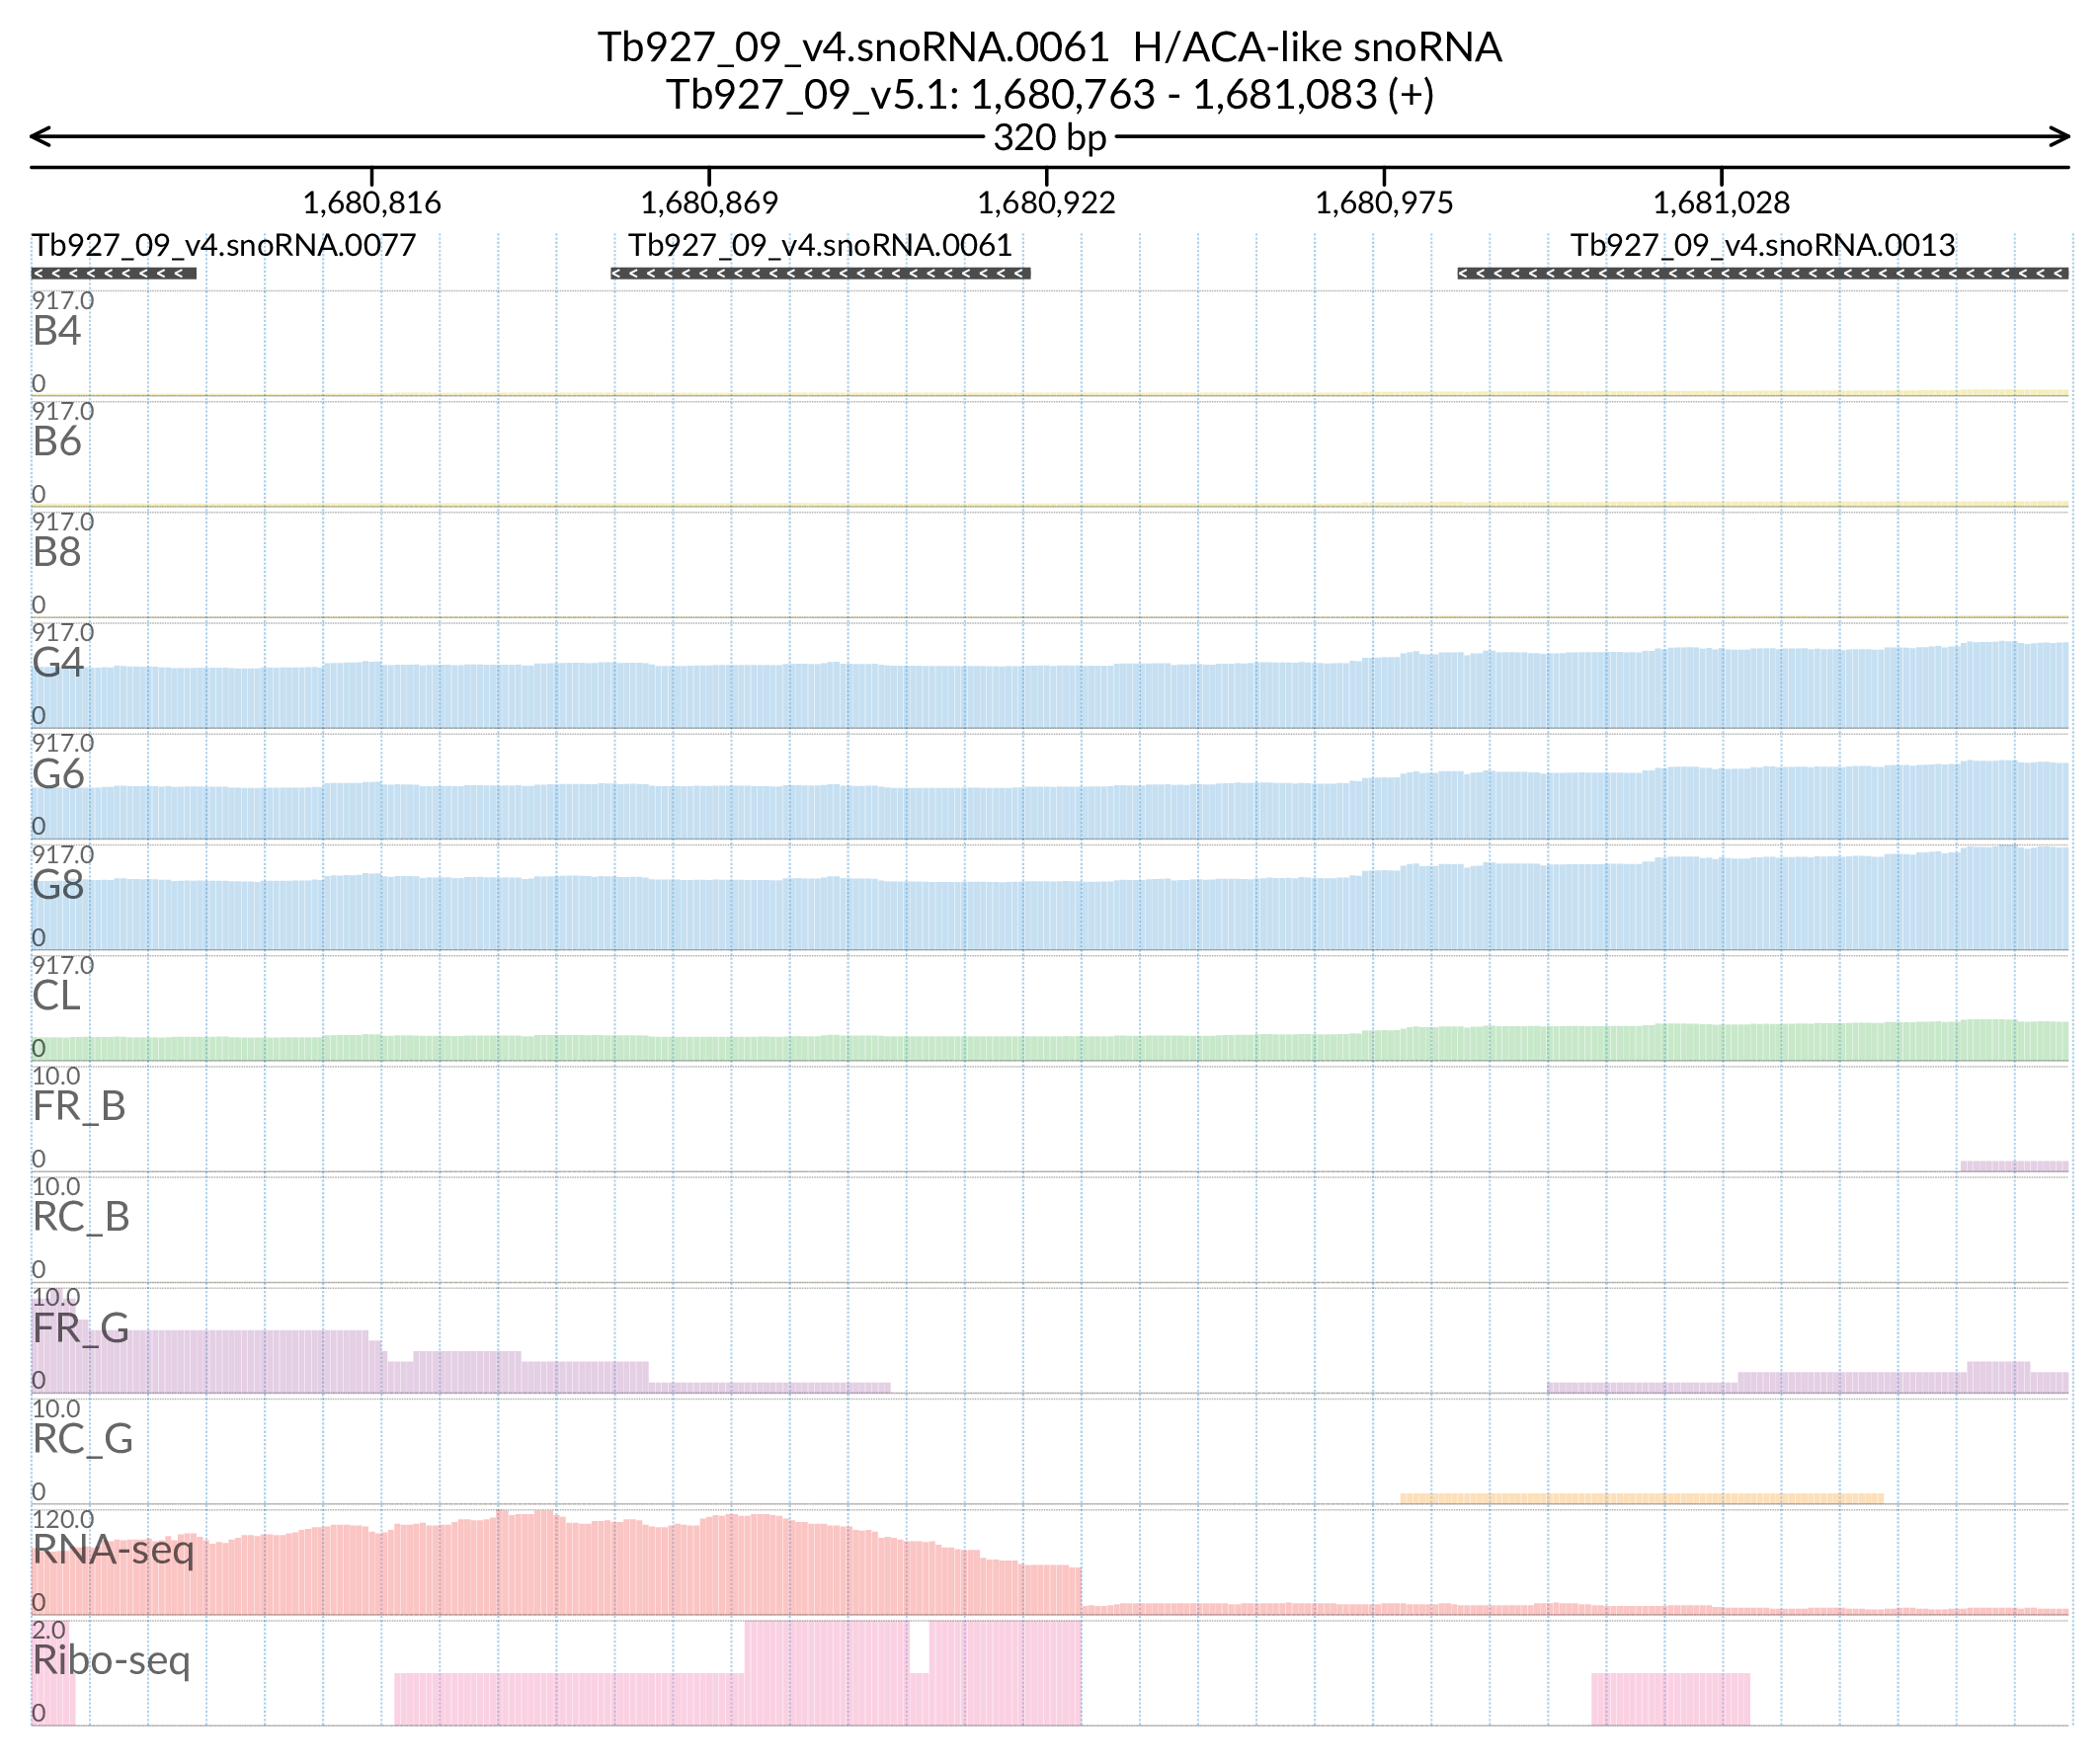 Tb927_09_v4.snoRNA.0061 H/ACA-like snoRNA
Tb927_09_v5.1: 1,680,763 - 1,681,083 (+)
320 bp
1,680,816 1,680,869 1,680,922 1,680,975 1,681,028
Tb927_09_v4.snoRNA.0077 Tb927_09_v4.snoRNA.0061 Tb927_09_v4.snoRNA.0013
917.0
B4
0
917.0
B6
0
917.0
B8
0
917.0
G4
0
917.0
G6
0
917.0
G8
0
917.0
CL
0
10.0
FR_B
0
10.0
RC_B
0
10.0
FR_G
0
10.0
RC_G
0
120.0
RNA-seq
0
2.0
Ribo-seq
0